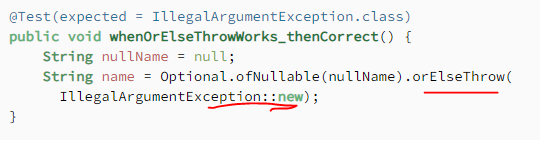 @Test(expected = IllegalArgumentException.class)
public void whenOrElseThrowWorks_thenCorrect() {
String nullName = null;
String name = Optional.ofNullable(nullName).orElseThrow(
IllegalArgumentException::new);
}